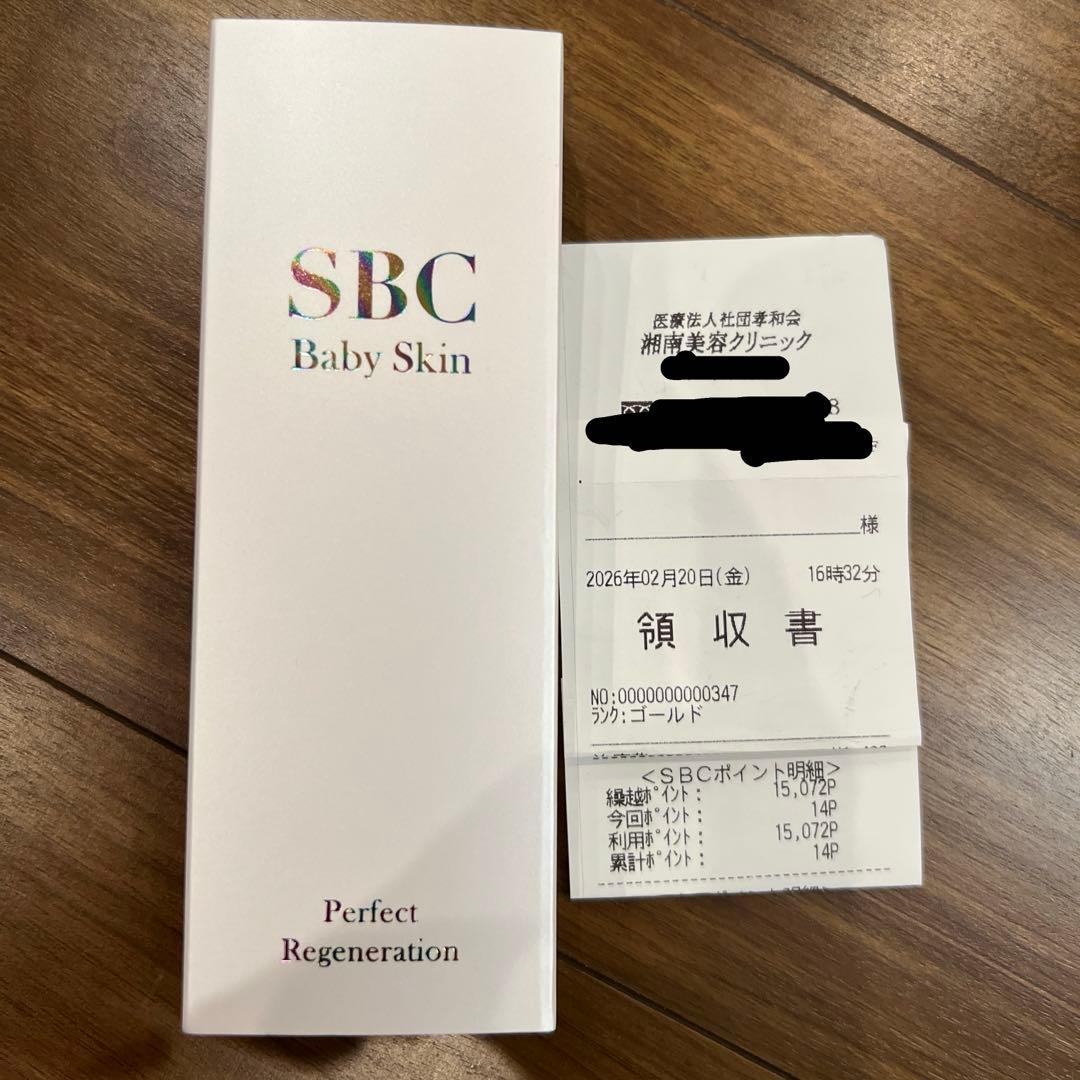 SBC
Baby Skin
Perfect
Regeneration
医療法人社団孝和会
湘南美容クリニック
8
F
様
2026年02月20日(金) 16時32分
領収書
NO:0000000000347
ﾗﾝｸ:ゴールド
<SBCポイント明細>
繰越ﾎﾟｲﾝﾄ: 15,072P
今回ﾎﾟｲﾝﾄ: 14P
利用ﾎﾟｲﾝﾄ: 15,072P
累計ﾎﾟｲﾝﾄ: 14P